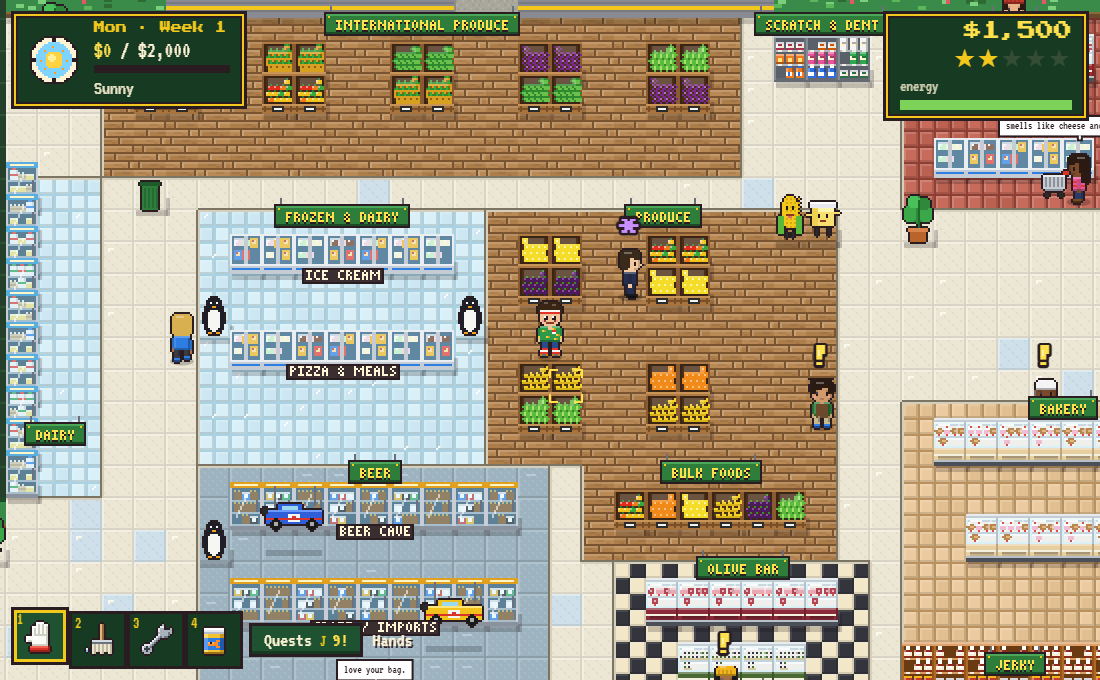 Mon · Week 1
$0 / $2,000
Sunny
INTERNATIONAL PRODUCE
SCRATCH & DENT
$1,500
energy
smells like cheese and
FROZEN & DAIRY
PRODUCE
ICE CREAM
PIZZA & MEALS
DAIRY
BAKERY
BEER
BULK FOODS
BEER CAVE
OLIVE BAR
IMPORTS
1
2
3
4
Quests J 9!
Hands
love your bag.
JERKY